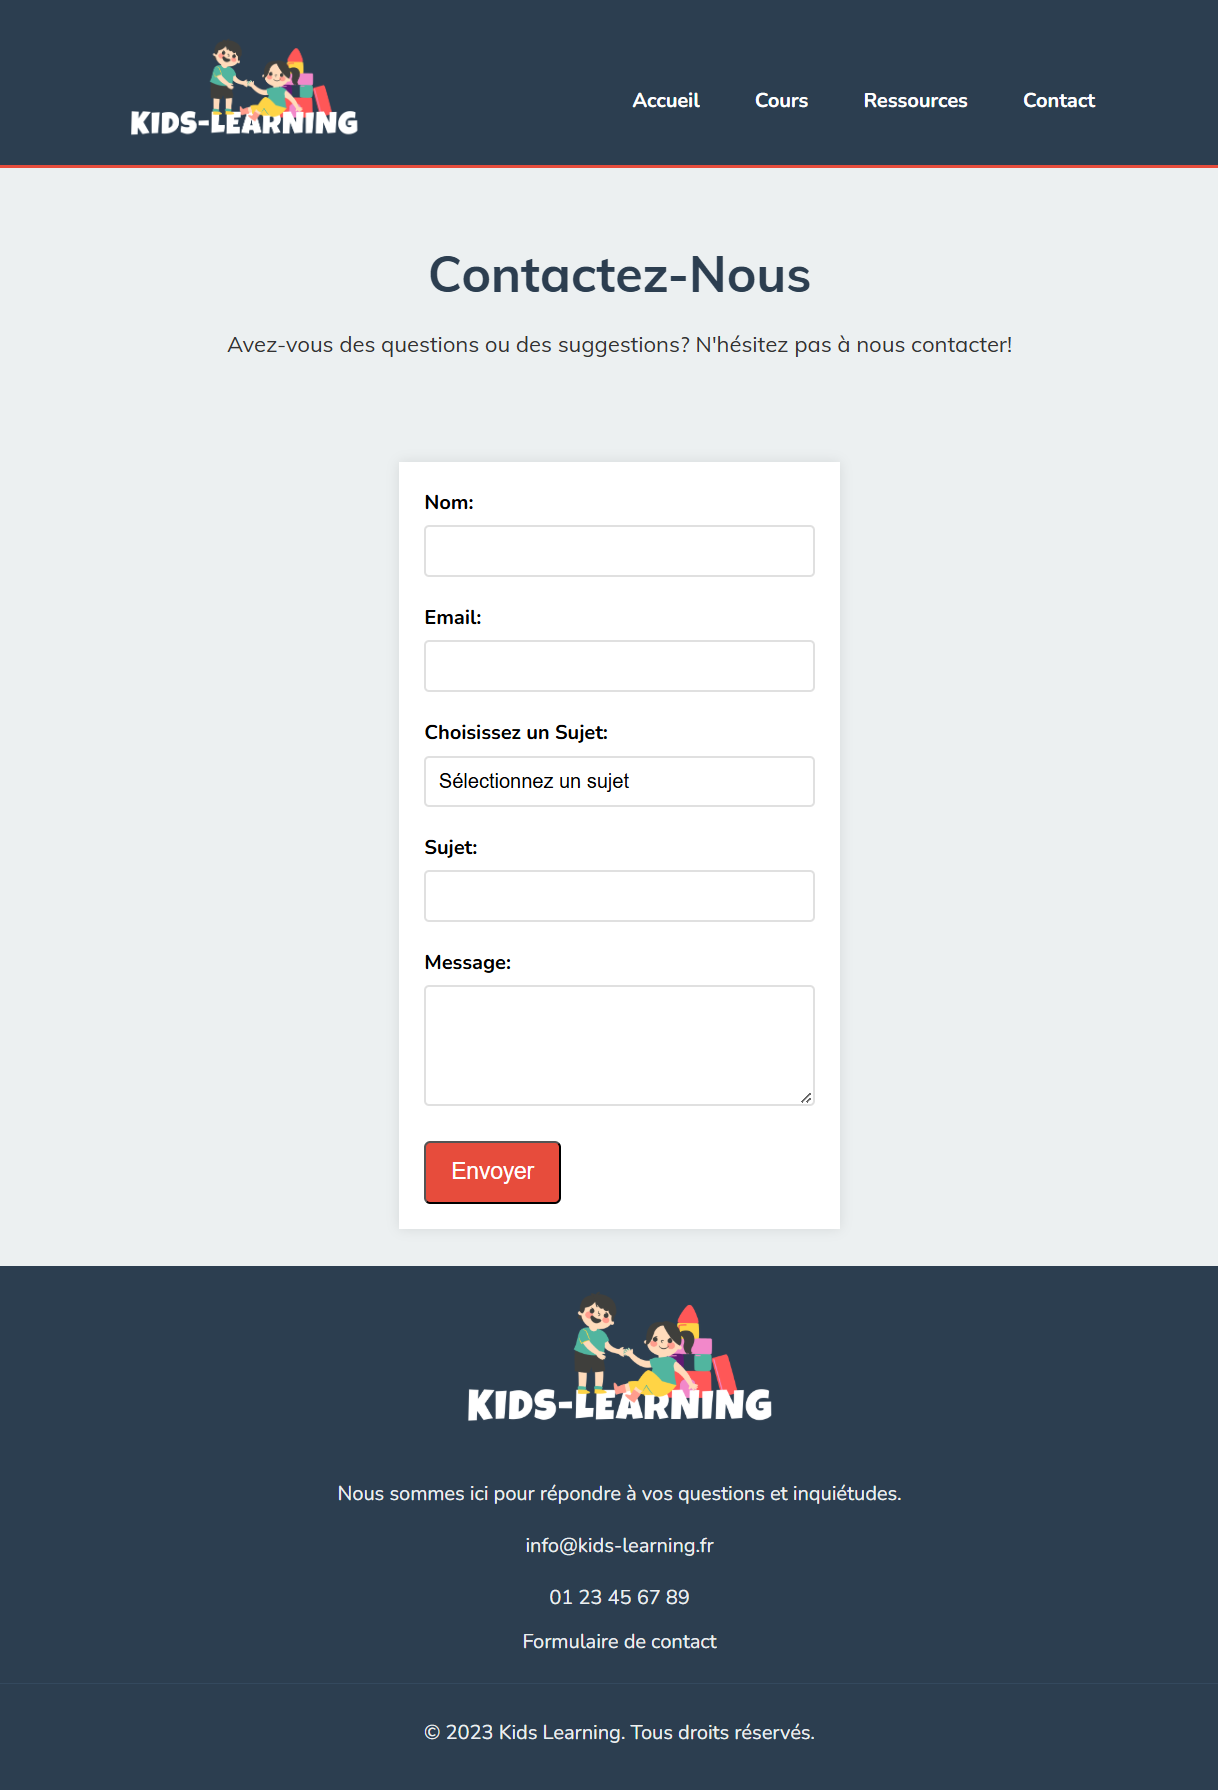 KIDS-LEARNING
Accueil Cours Ressources Contact
Contactez-Nous
Avez-vous des questions ou des suggestions? N'hésitez pas à nous contacter!
Nom:
Email:
Choisissez un Sujet:
Sélectionnez un sujet
Sujet:
Message:
Envoyer
KIDS-LEARNING
Nous sommes ici pour répondre à vos questions et inquiétudes.
info@kids-learning.fr
01 23 45 67 89
Formulaire de contact
© 2023 Kids Learning. Tous droits réservés.